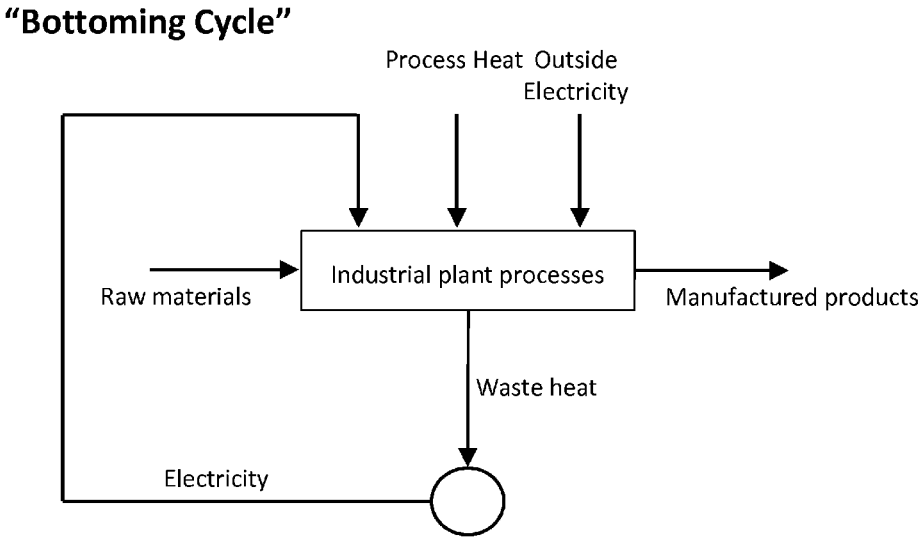 “Bottoming Cycle”
Process Heat Outside
Electricity
Industrial plant processes
Raw materials
Manufactured products
Waste heat
Electricity